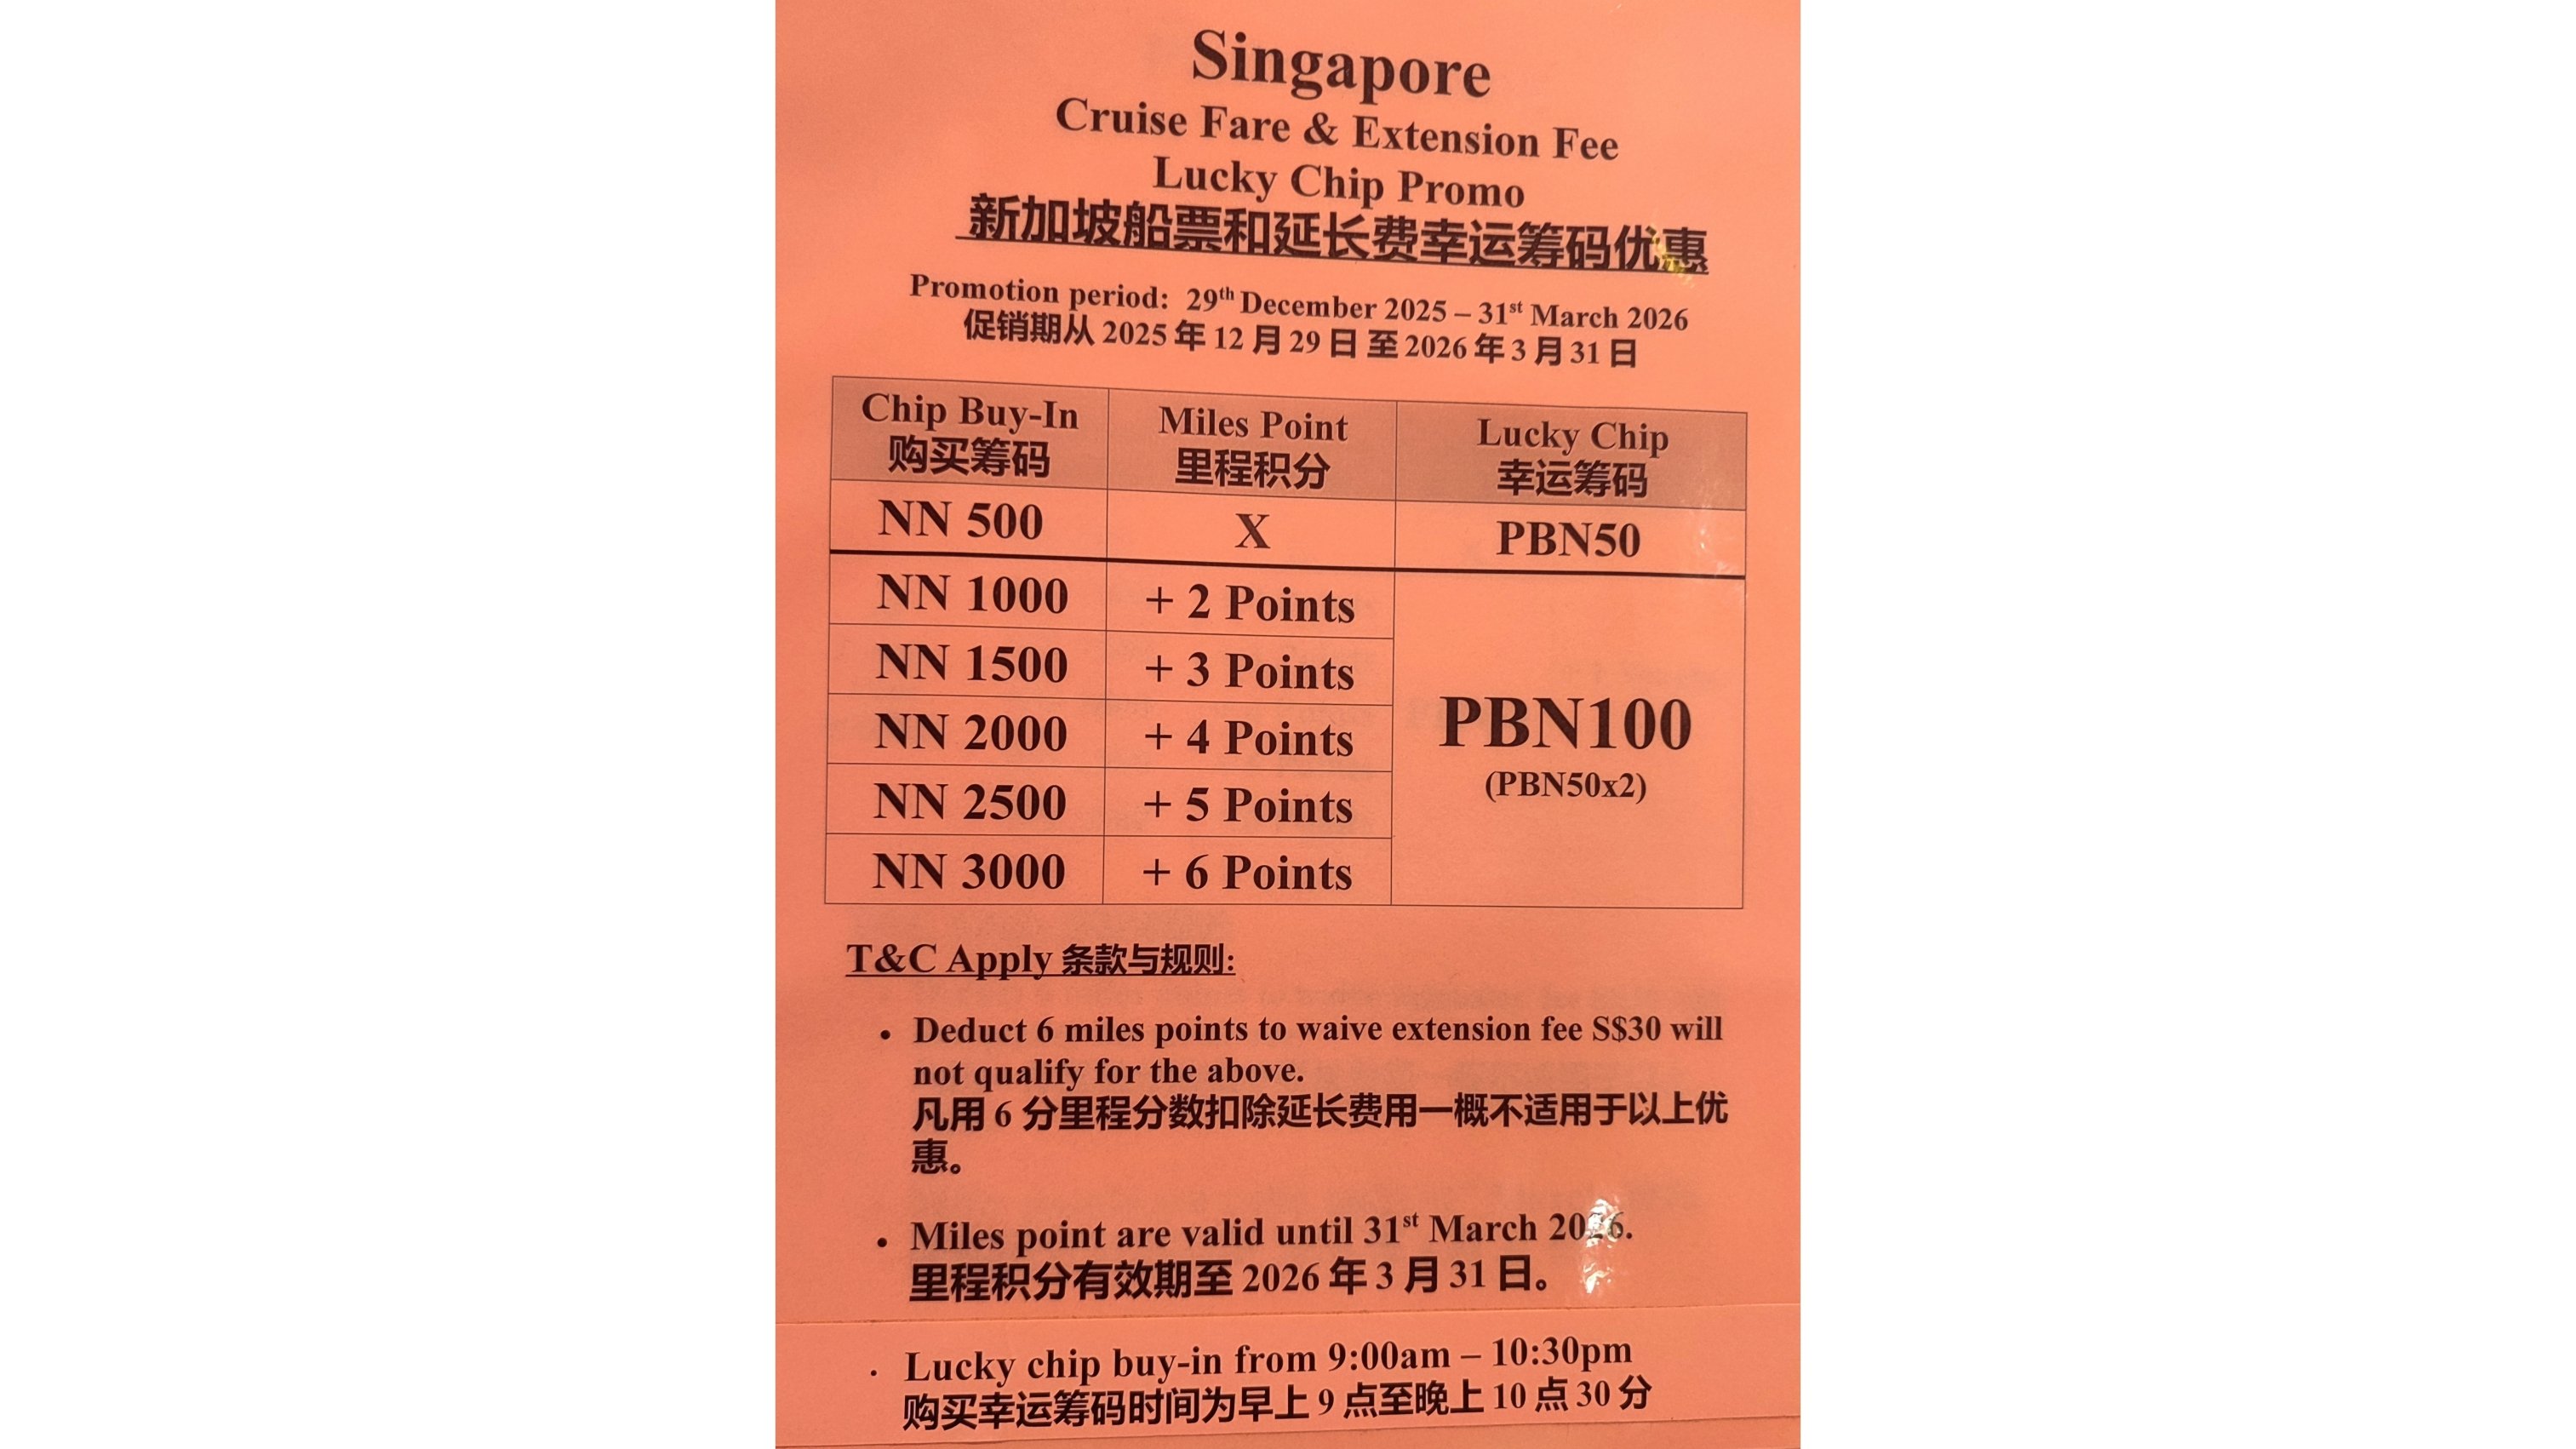 Singapore
Cruise Fare & Extension Fee
Lucky Chip Promo
新加坡船票和延长费幸运筹码优惠
Promotion period: 29th December 2025 – 31st March 2026
促销期从 2025 年 12 月 29 日 至 2026 年 3 月 31 日
Chip Buy-In Miles Point Lucky Chip
购买筹码 里程积分 幸运筹码
NN 500 X PBN50
NN 1000 + 2 Points
NN 1500 + 3 Points
NN 2000 + 4 Points
PBN100
(PBN50x2)
NN 2500 + 5 Points
NN 3000 + 6 Points
T&C Apply 条款与规则:
• Deduct 6 miles points to waive extension fee S$30 will
not qualify for the above.
凡用 6 分里程分数扣除延长费用一概不适用于以上优
惠。
• Miles point are valid until 31st March 2026.
里程积分有效期至 2026 年 3 月 31 日。
· Lucky chip buy-in from 9:00am – 10:30pm
购买幸运筹码时间为早上 9 点至晚上 10 点 30 分